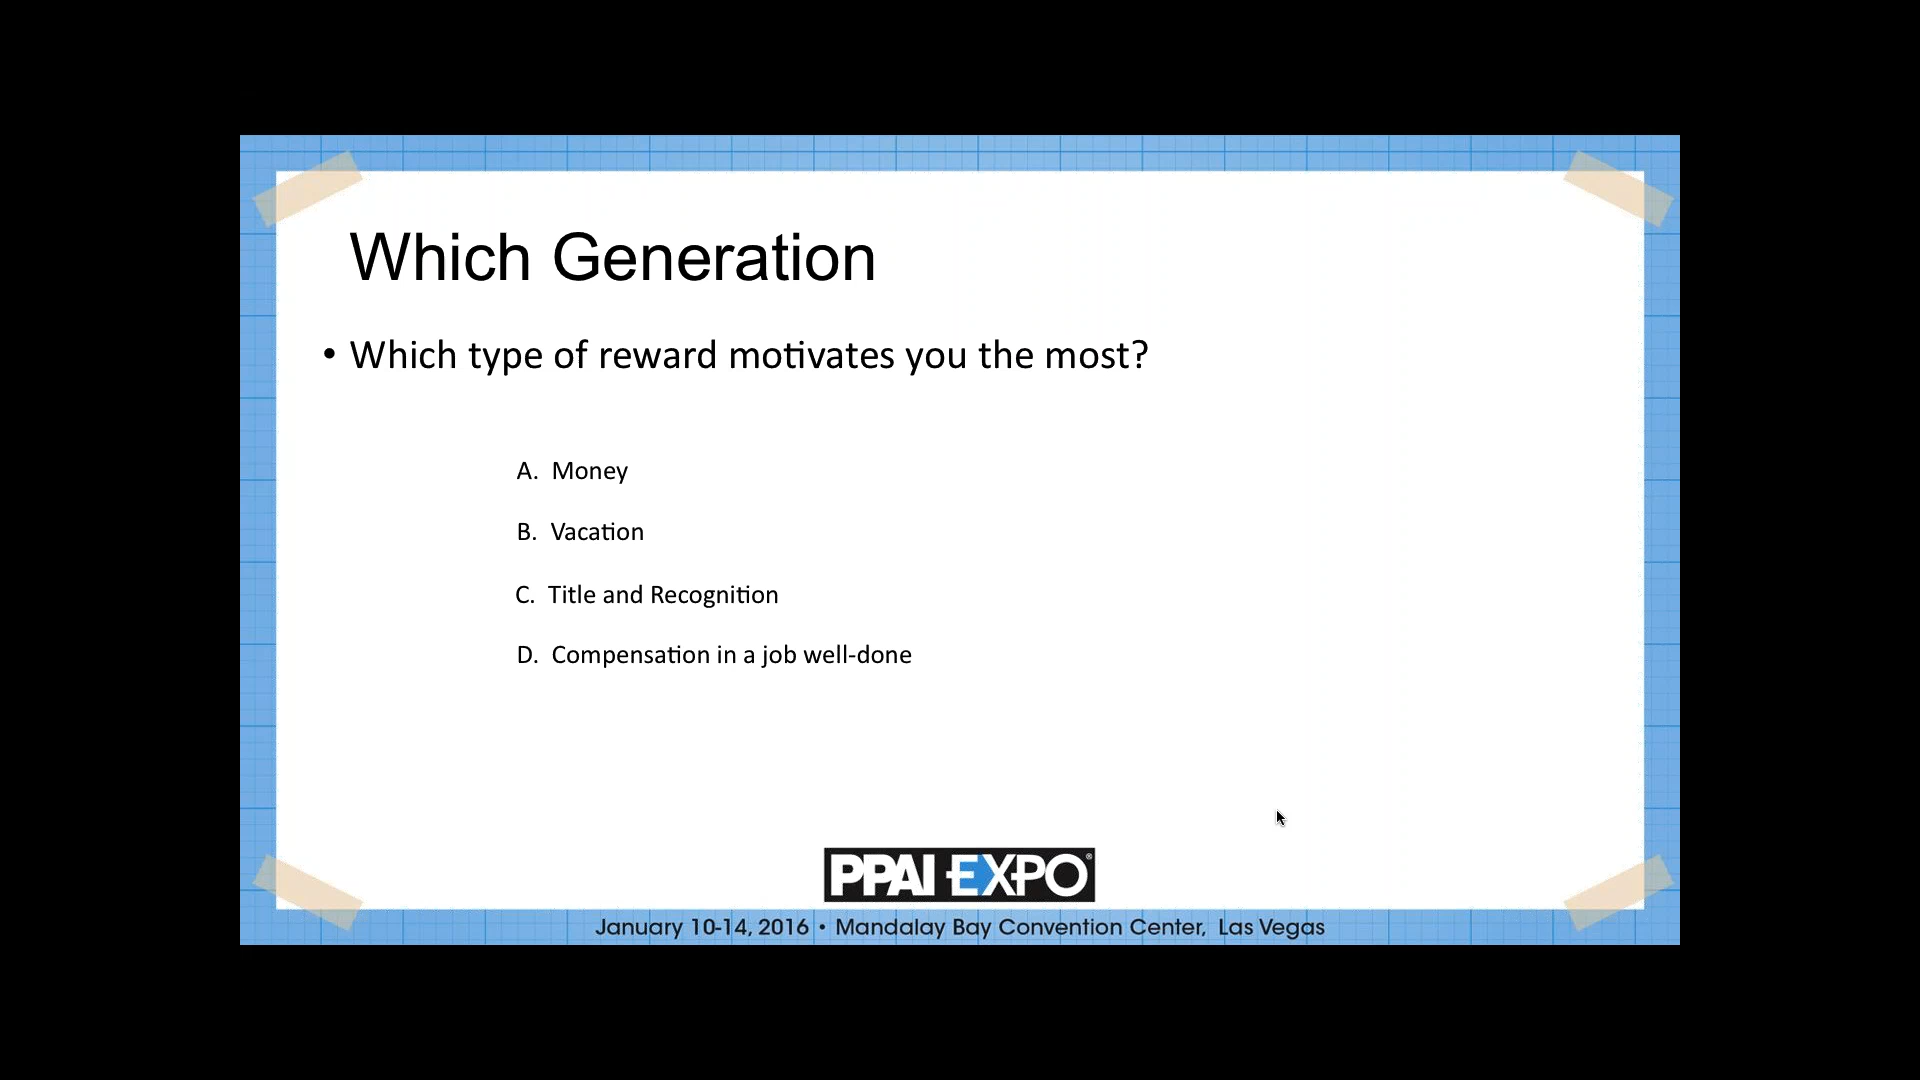 Which Generation
• Which type of reward motivates you the most?
A. Money
B. Vacation
C. Title and Recognition
D. Compensation in a job well-done
PPAI EXPO®
January 10-14, 2016 • Mandalay Bay Convention Center, Las Vegas